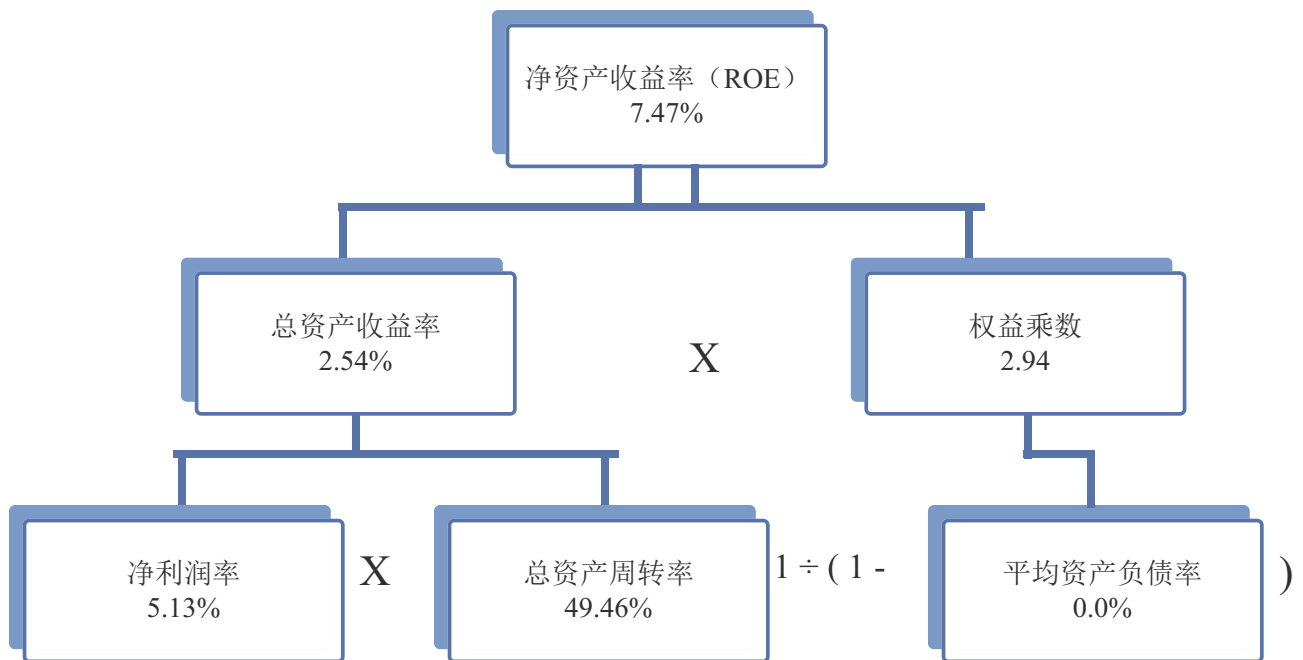 净资产收益率（ROE）
7.47%
总资产收益率
2.54%
X
权益乘数
2.94
净利润率
5.13%
X
总资产周转率
49.46%
1 ÷ ( 1 -
平均资产负债率
0.0%
)